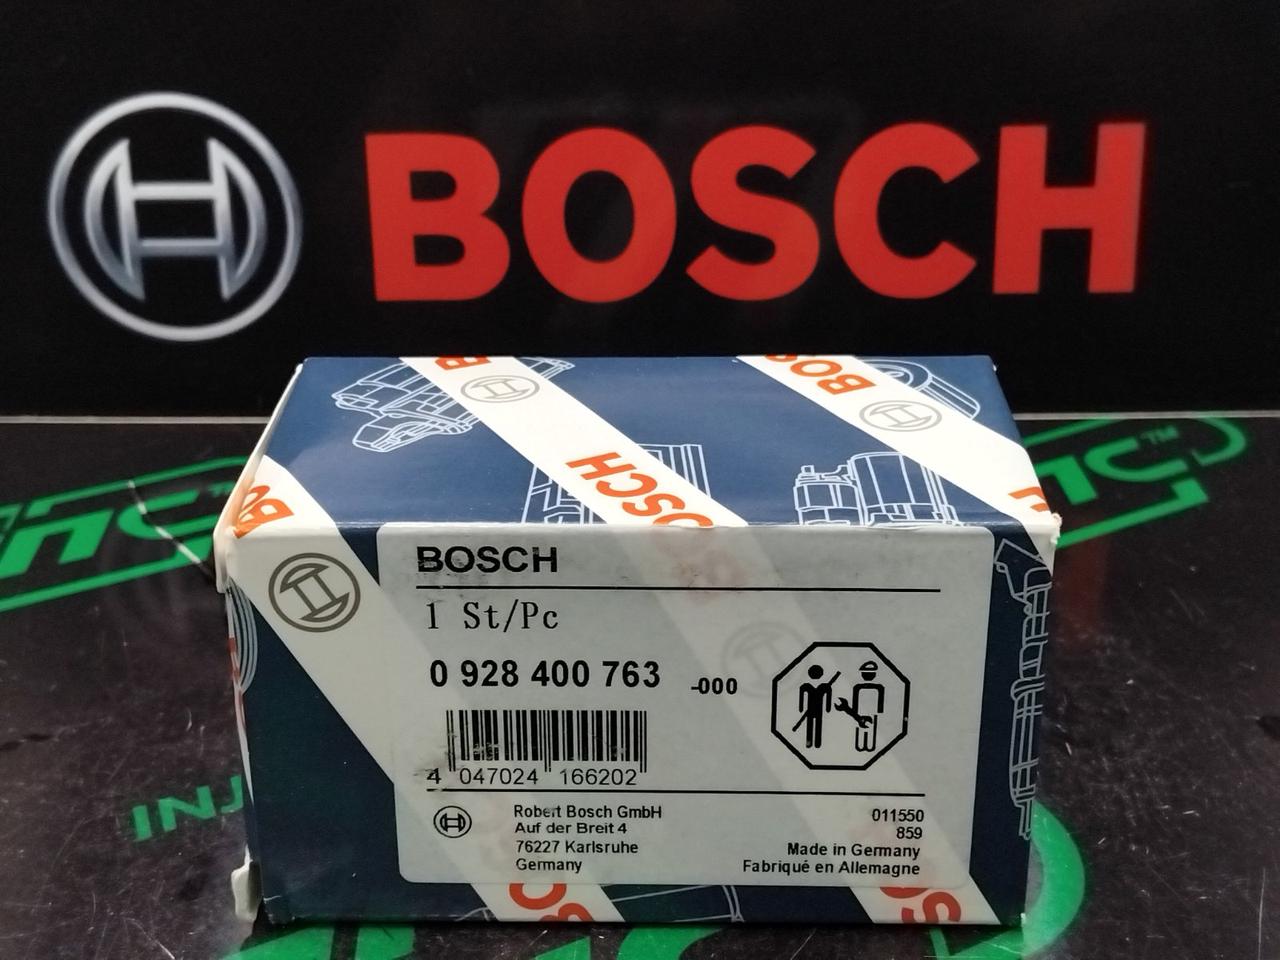 BOSCH
BOSCH
BOSCH
BOSCH
1 St/Pc
0 928 400 763 -000
4 047024 166202
Robert Bosch GmbH
Auf der Breit 4
76227 Karlsruhe
Germany
011550
859
Made in Germany
Fabriqué en Allemagne